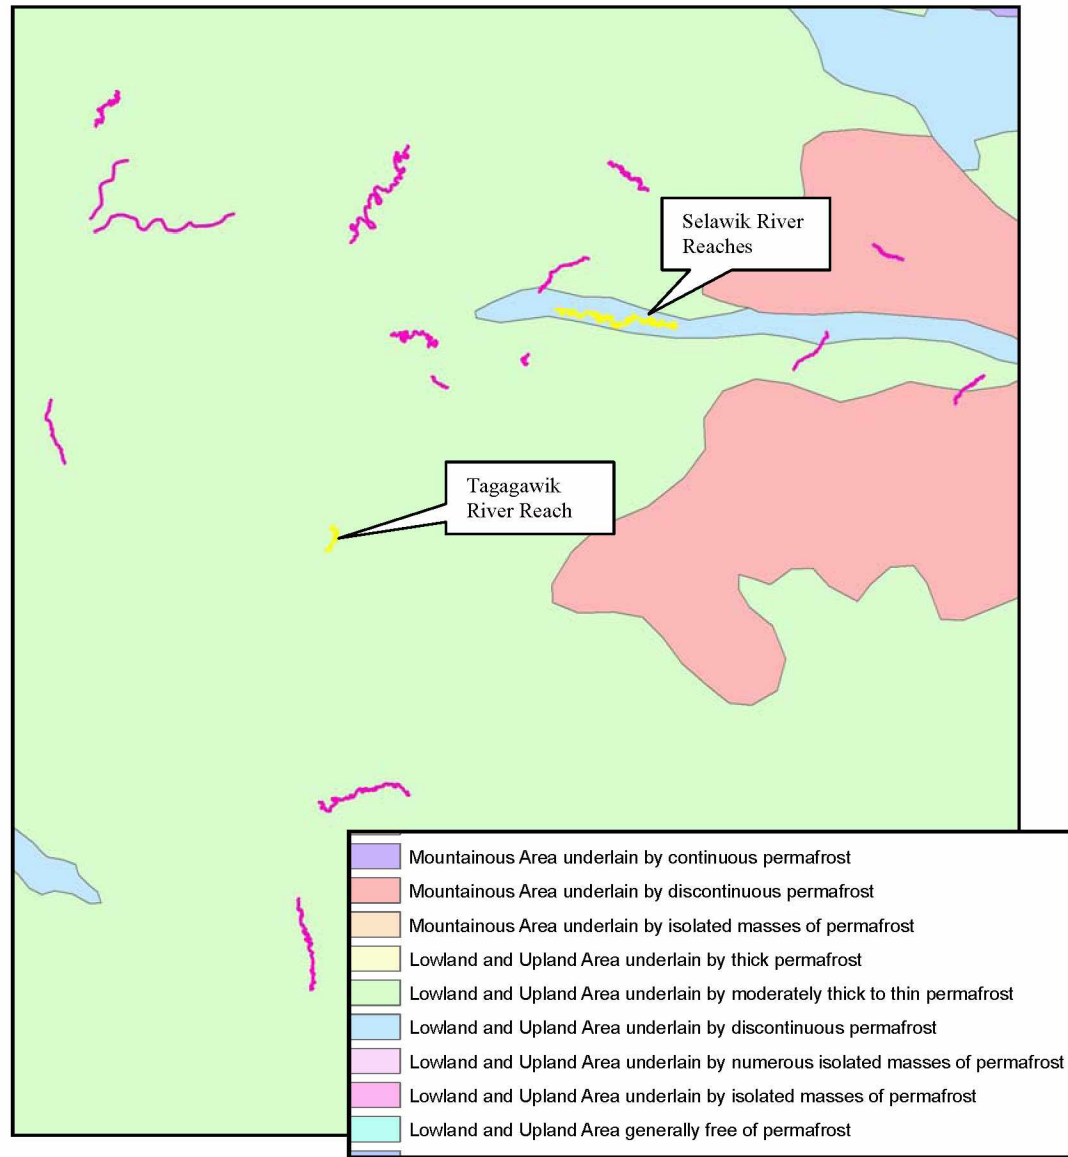 Selawik River
Reaches
Tagagawik
River Reach
Mountainous Area underlain by continuous permafrost
Mountainous Area underlain by discontinuous permafrost
Mountainous Area underlain by isolated masses of permafrost
Lowland and Upland Area underlain by thick permafrost
Lowland and Upland Area underlain by moderately thick to thin permafrost
Lowland and Upland Area underlain by discontinuous permafrost
Lowland and Upland Area underlain by numerous isolated masses of permafrost
Lowland and Upland Area underlain by isolated masses of permafrost
Lowland and Upland Area generally free of permafrost